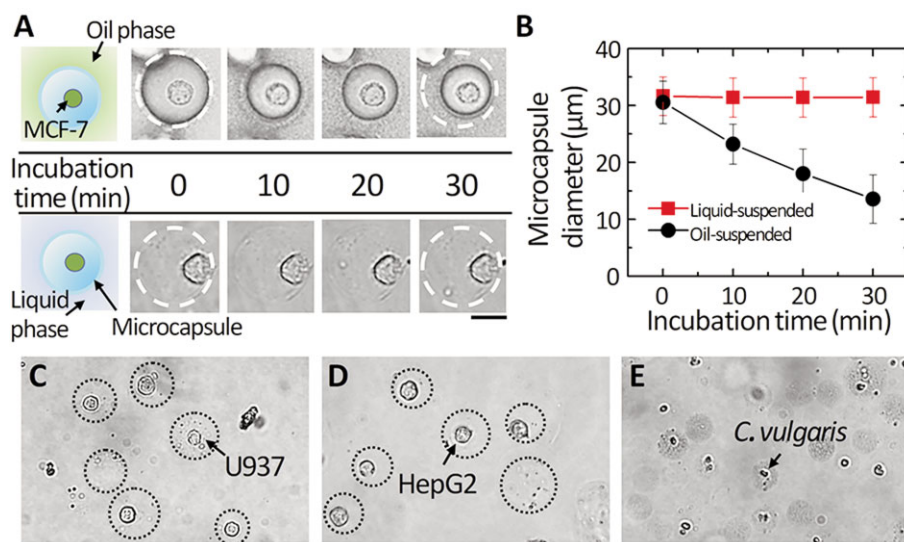 A
Oil phase
MCF-7
Incubation
time (min)
0
10
20
30
Liquid
phase
Microcapsule
B
Microcapsule
diameter (µm)
40
30
20
10
0
Liquid-suspended
Oil-suspended
0
10
20
30
Incubation time (min)
C
U937
D
HepG2
E
C. vulgaris